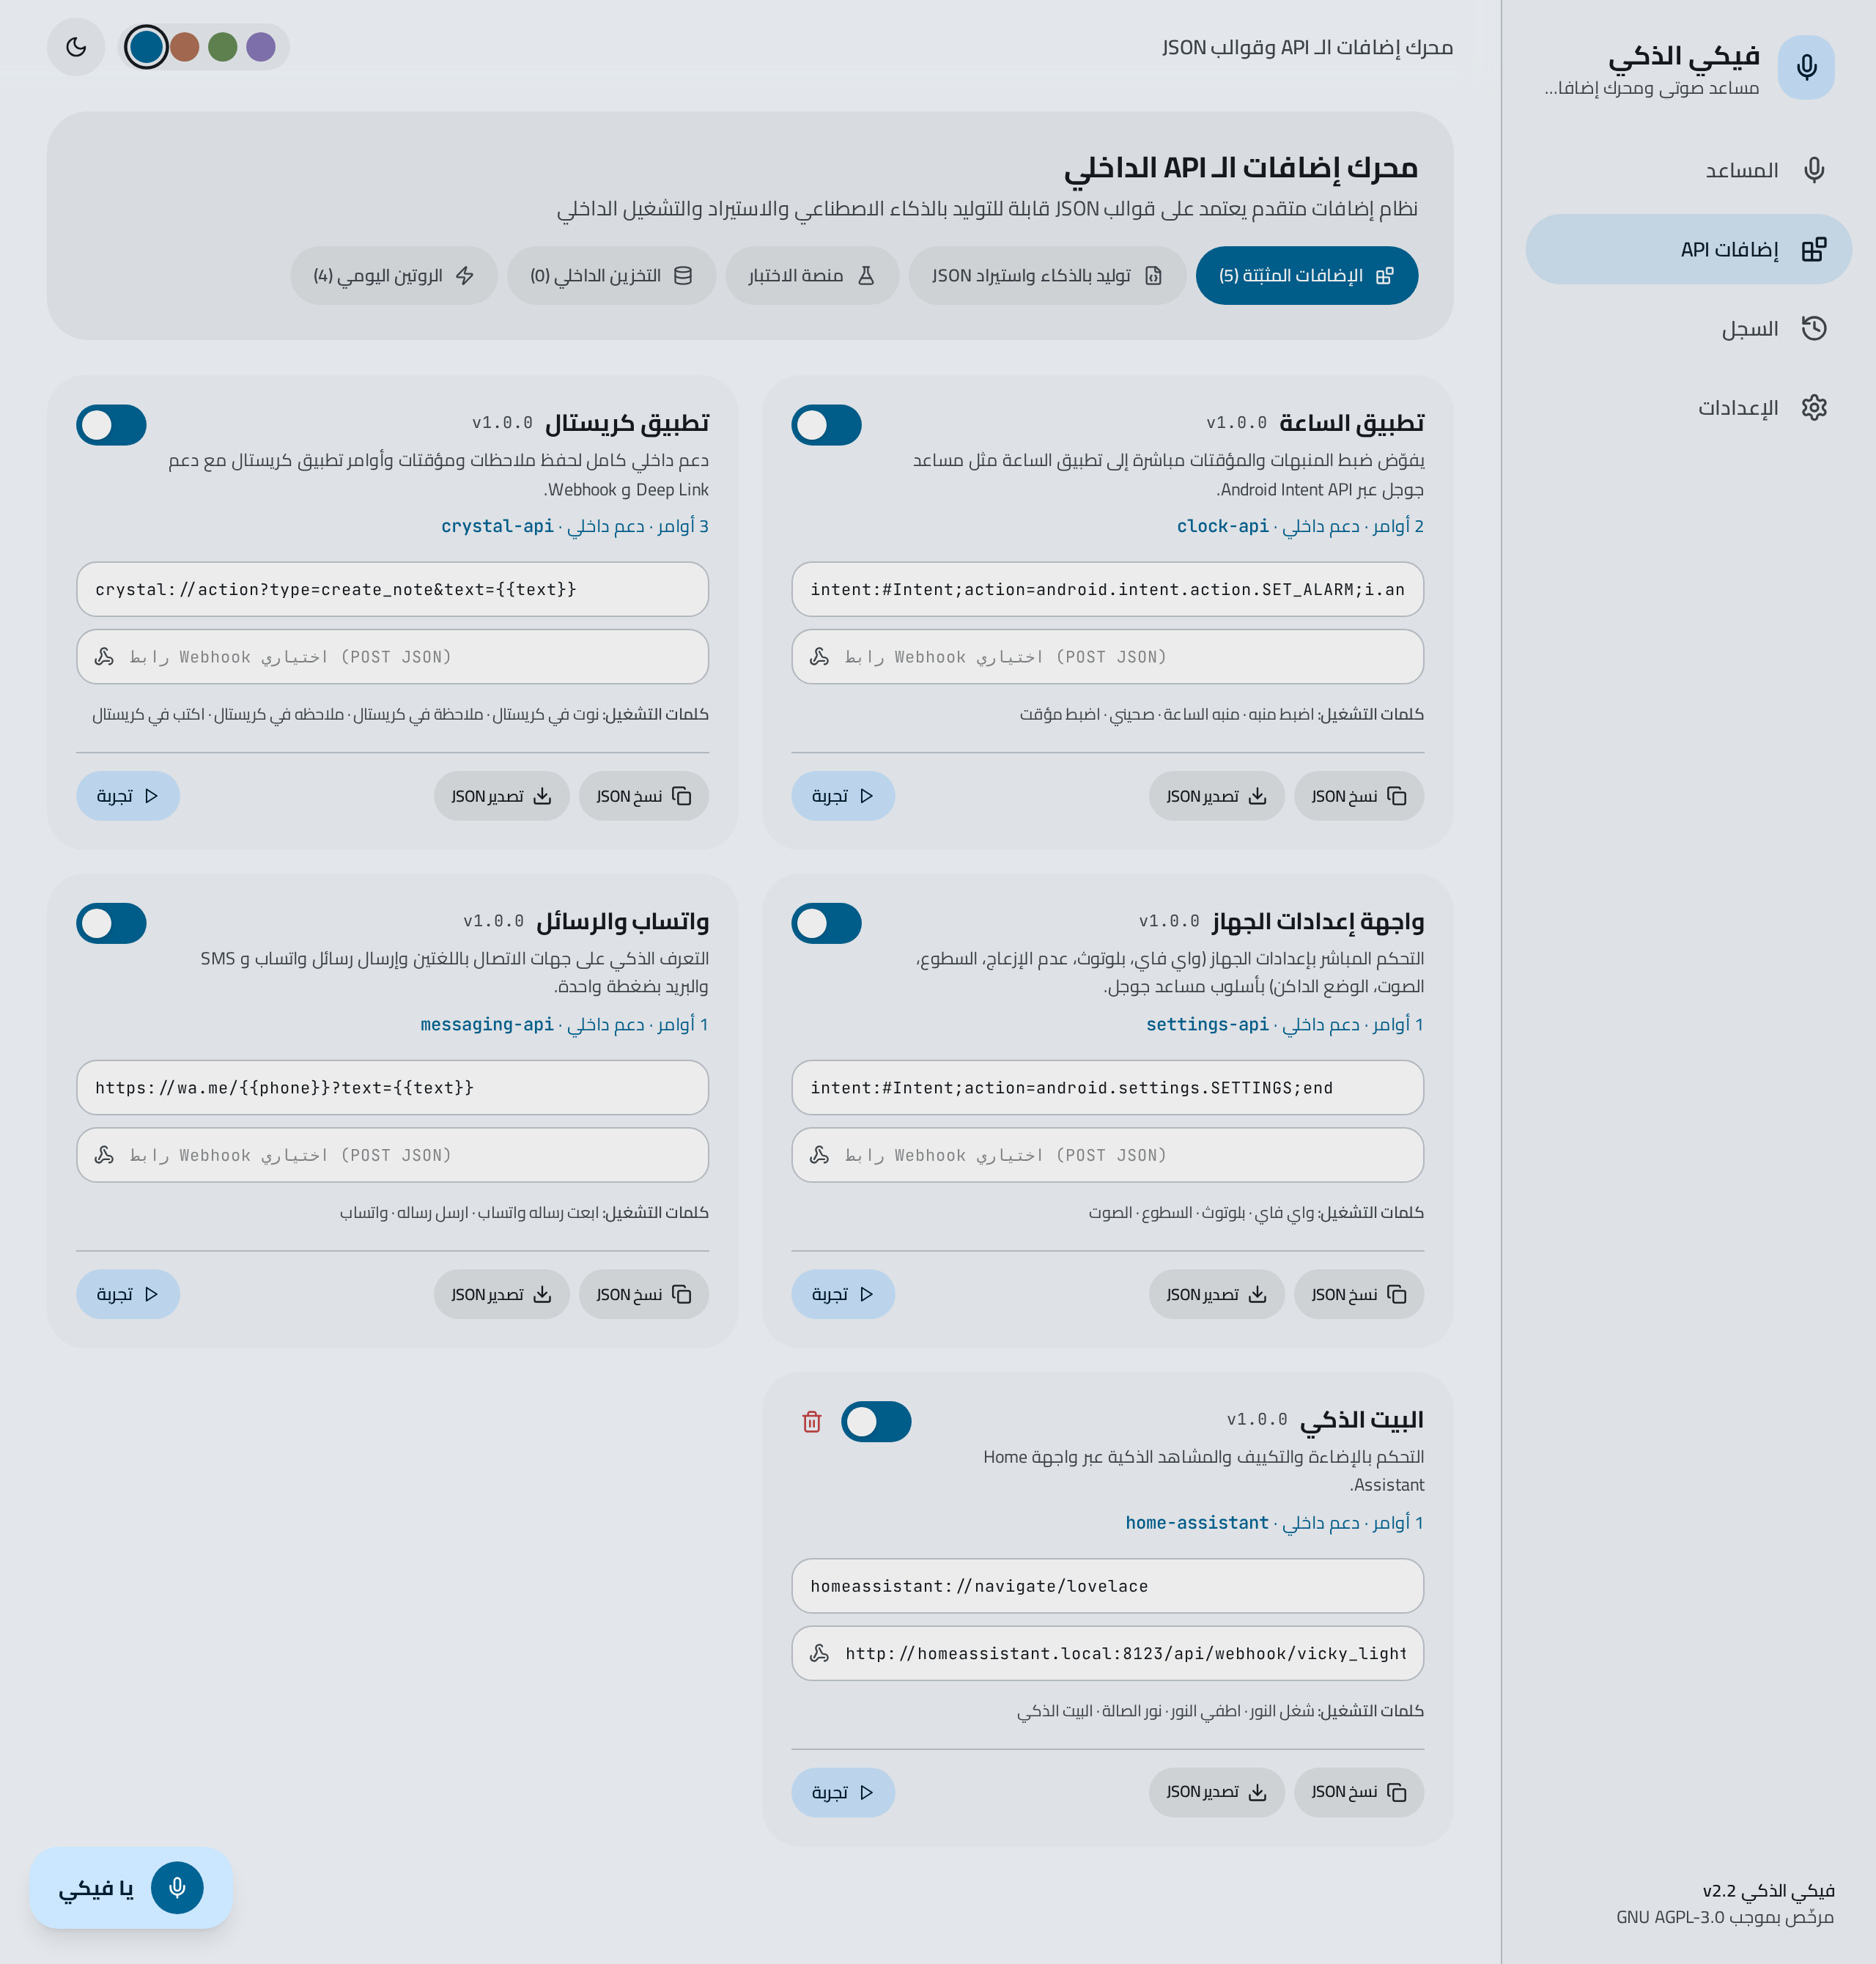 فيكي الذكي
مساعد صوتي ومحرك إضافا...
المساعد
إضافات API
السجل
الإعدادات
فيكي الذكي v2.2
مرخّص بموجب GNU AGPL-3.0
محرك إضافات الـ API وقوالب JSON
محرك إضافات الـ API الداخلي
نظام إضافات متقدم يعتمد على قوالب JSON قابلة للتوليد بالذكاء الاصطناعي والاستيراد والتشغيل الداخلي
الإضافات المثبّتة (5)
توليد بالذكاء واستيراد JSON
منصة الاختبار
التخزين الداخلي (0)
الروتين اليومي (4)
تطبيق الساعة v1.0.0
يفوّض ضبط المنبهات والمؤقتات مباشرة إلى تطبيق الساعة مثل مساعد
جوجل عبر Android Intent API.
2 أوامر · دعم داخلي · clock-api
intent:#Intent;action=android.intent.action.SET_ALARM;i.an
رابط Webhook اختياري (POST JSON)
كلمات التشغيل: اضبط منبه · منبه الساعة · صحيني · اضبط مؤقت
نسخ JSON
تصدير JSON
تجربة
تطبيق كريستال v1.0.0
دعم داخلي كامل لحفظ ملاحظات ومؤقتات وأوامر تطبيق كريستال مع دعم
Deep Link و Webhook.
3 أوامر · دعم داخلي · crystal-api
crystal://action?type=create_note&text={{text}}
رابط Webhook اختياري (POST JSON)
كلمات التشغيل: نوت في كريستال · ملاحظة في كريستال · ملاحظه في كريستال · اكتب في كريستال
نسخ JSON
تصدير JSON
تجربة
واجهة إعدادات الجهاز v1.0.0
التحكم المباشر بإعدادات الجهاز (واي فاي، بلوتوث، عدم الإزعاج، السطوع،
الصوت، الوضع الداكن) بأسلوب مساعد جوجل.
1 أوامر · دعم داخلي · settings-api
intent:#Intent;action=android.settings.SETTINGS;end
رابط Webhook اختياري (POST JSON)
كلمات التشغيل: واي فاي · بلوتوث · السطوع · الصوت
نسخ JSON
تصدير JSON
تجربة
واتساب والرسائل v1.0.0
التعرف الذكي على جهات الاتصال باللغتين وإرسال رسائل واتساب و SMS
والبريد بضغطة واحدة.
1 أوامر · دعم داخلي · messaging-api
https://wa.me/{{phone}}?text={{text}}
رابط Webhook اختياري (POST JSON)
كلمات التشغيل: ابعت رساله واتساب · ارسل رساله · واتساب
نسخ JSON
تصدير JSON
تجربة
البيت الذكي v1.0.0
التحكم بالإضاءة والتكييف والمشاهد الذكية عبر واجهة Home
Assistant.
1 أوامر · دعم داخلي · home-assistant
homeassistant://navigate/lovelace
http://homeassistant.local:8123/api/webhook/vicky_light
كلمات التشغيل: شغل النور · اطفي النور · نور الصالة · البيت الذكي
نسخ JSON
تصدير JSON
تجربة
يا فيكي